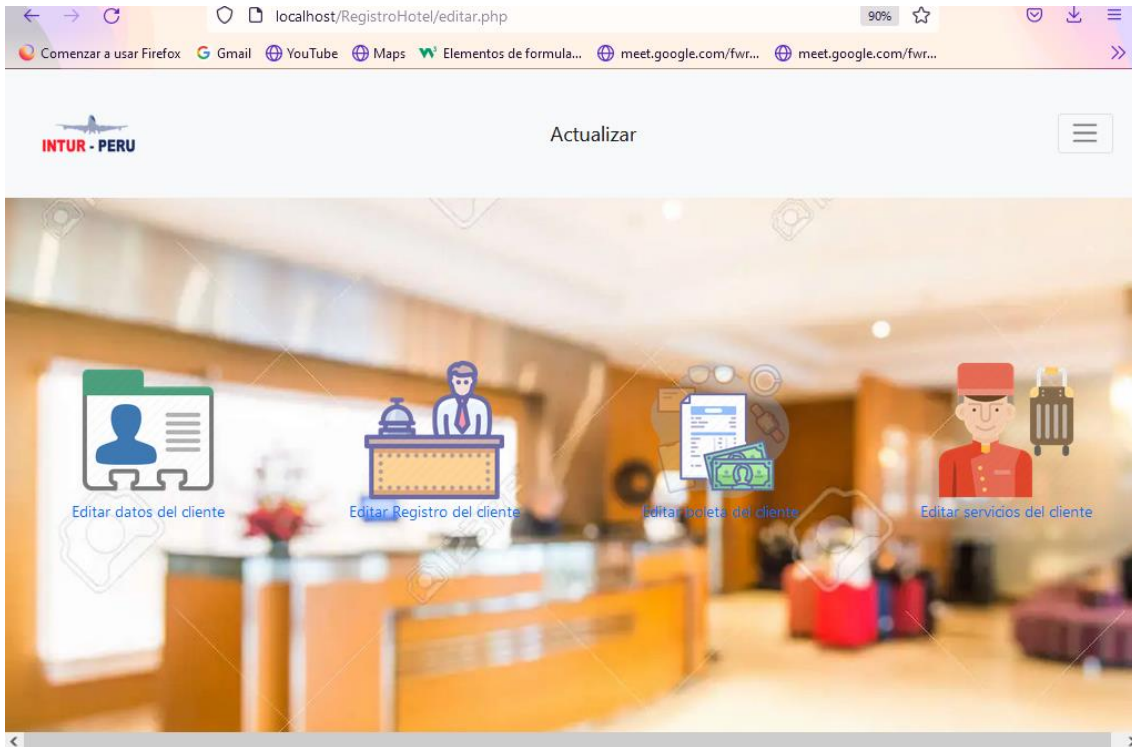 localhost/RegistroHotel/editar.php
90%
Comenzar a usar Firefox
Gmail
YouTube
Maps
Elementos de formula...
meet.google.com/fwr...
meet.google.com/fwr...
INTUR - PERU
Actualizar
Editar datos del cliente
Editar Registro del cliente
Editar boleta del cliente
Editar servicios del cliente